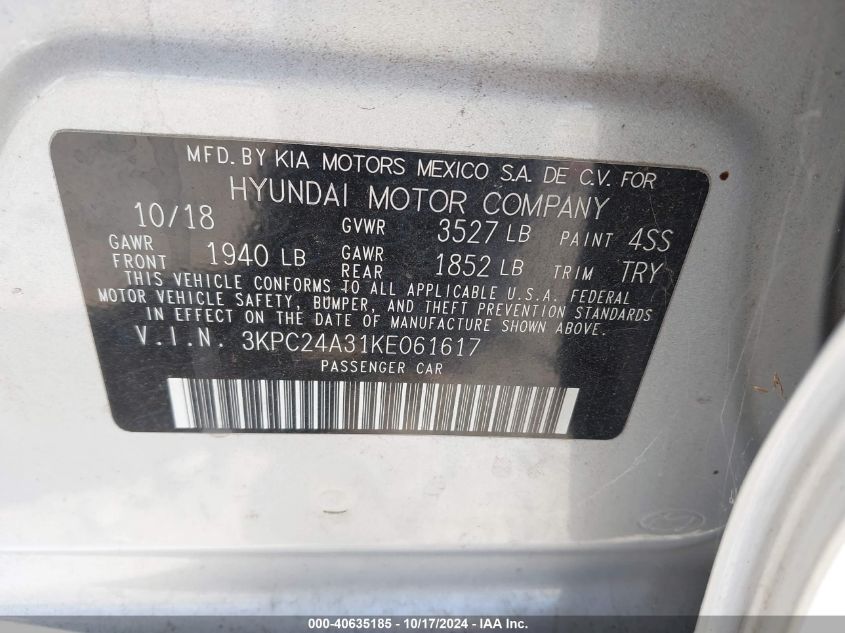 MFD. BY KIA MOTORS MEXICO S.A. DE C.V. FOR
HYUNDAI MOTOR COMPANY
10/18 GVWR 3527 LB PAINT 4SS
GAWR FRONT 1940 LB GAWR REAR 1852 LB TRIM TRY
THIS VEHICLE CONFORMS TO ALL APPLICABLE U.S.A. FEDERAL
MOTOR VEHICLE SAFETY, BUMPER, AND THEFT PREVENTION STANDARDS
IN EFFECT ON THE DATE OF MANUFACTURE SHOWN ABOVE.
V.I.N. 3KPC24A31KE061617
PASSENGER CAR
000-40635185 - 10/17/2024 - IAA Inc.